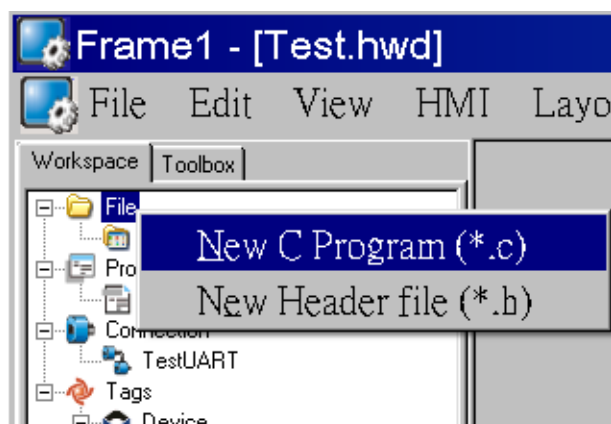 Frame1 - [Test.hwd]
File Edit View HMI Layo
Workspace Toolbox
File
New C Program (*.c)
Pro
New Header file (*.h)
Connection
TestUART
Tags
Device